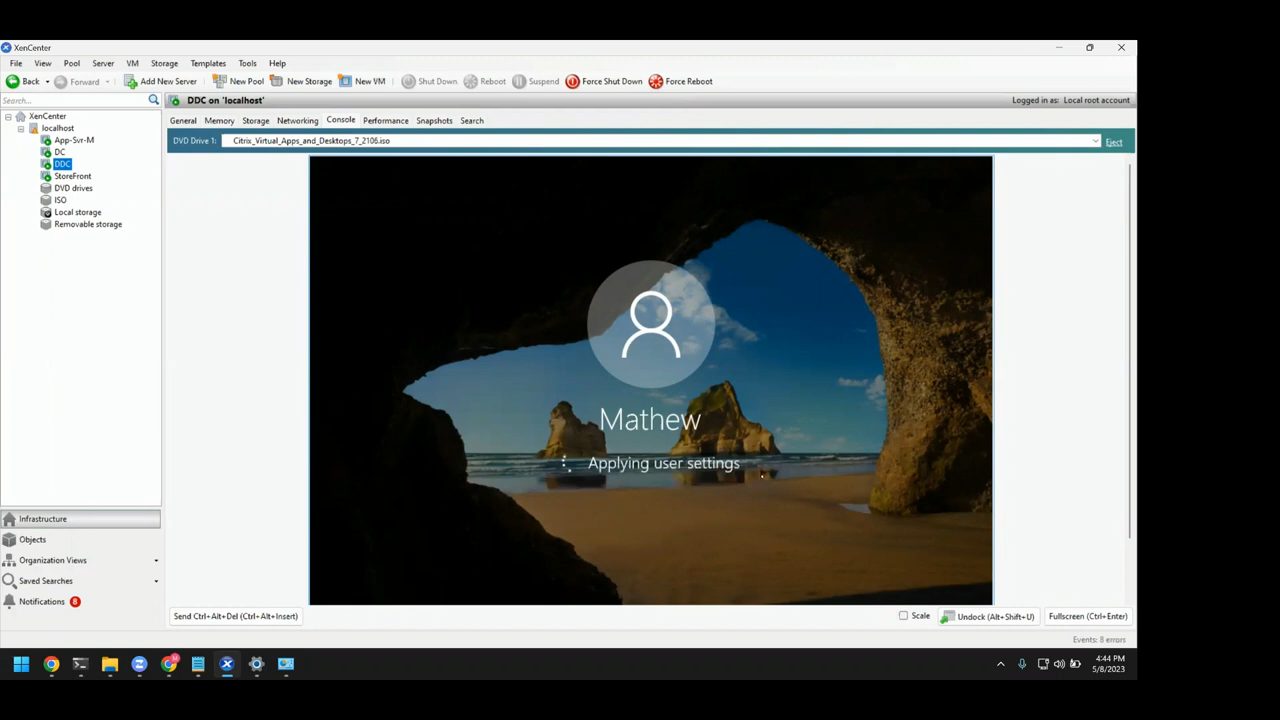 XenCenter
File View Pool Server VM Storage Templates Tools Help
Back Forward Add New Server New Pool New Storage New VM Shut Down Reboot Suspend Force Shut Down Force Reboot
Search... DDC on 'localhost' Logged in as: Local root account
XenCenter
localhost
App-Svr-M
DC
DDC
StoreFront
DVD drives
ISO
Local storage
Removable storage
General Memory Storage Networking Console Performance Snapshots Search
DVD Drive 1: Citrix_Virtual_Apps_and_Desktops_7_2106.iso Eject
Mathew
Applying user settings
Infrastructure
Objects
Organization Views
Saved Searches
Notifications 8
Send Ctrl+Alt+Del (Ctrl+Alt+Insert) Scale Undock (Alt+Shift+U) Fullscreen (Ctrl+Enter)
Events: 8 errors
4:44 PM
5/8/2023